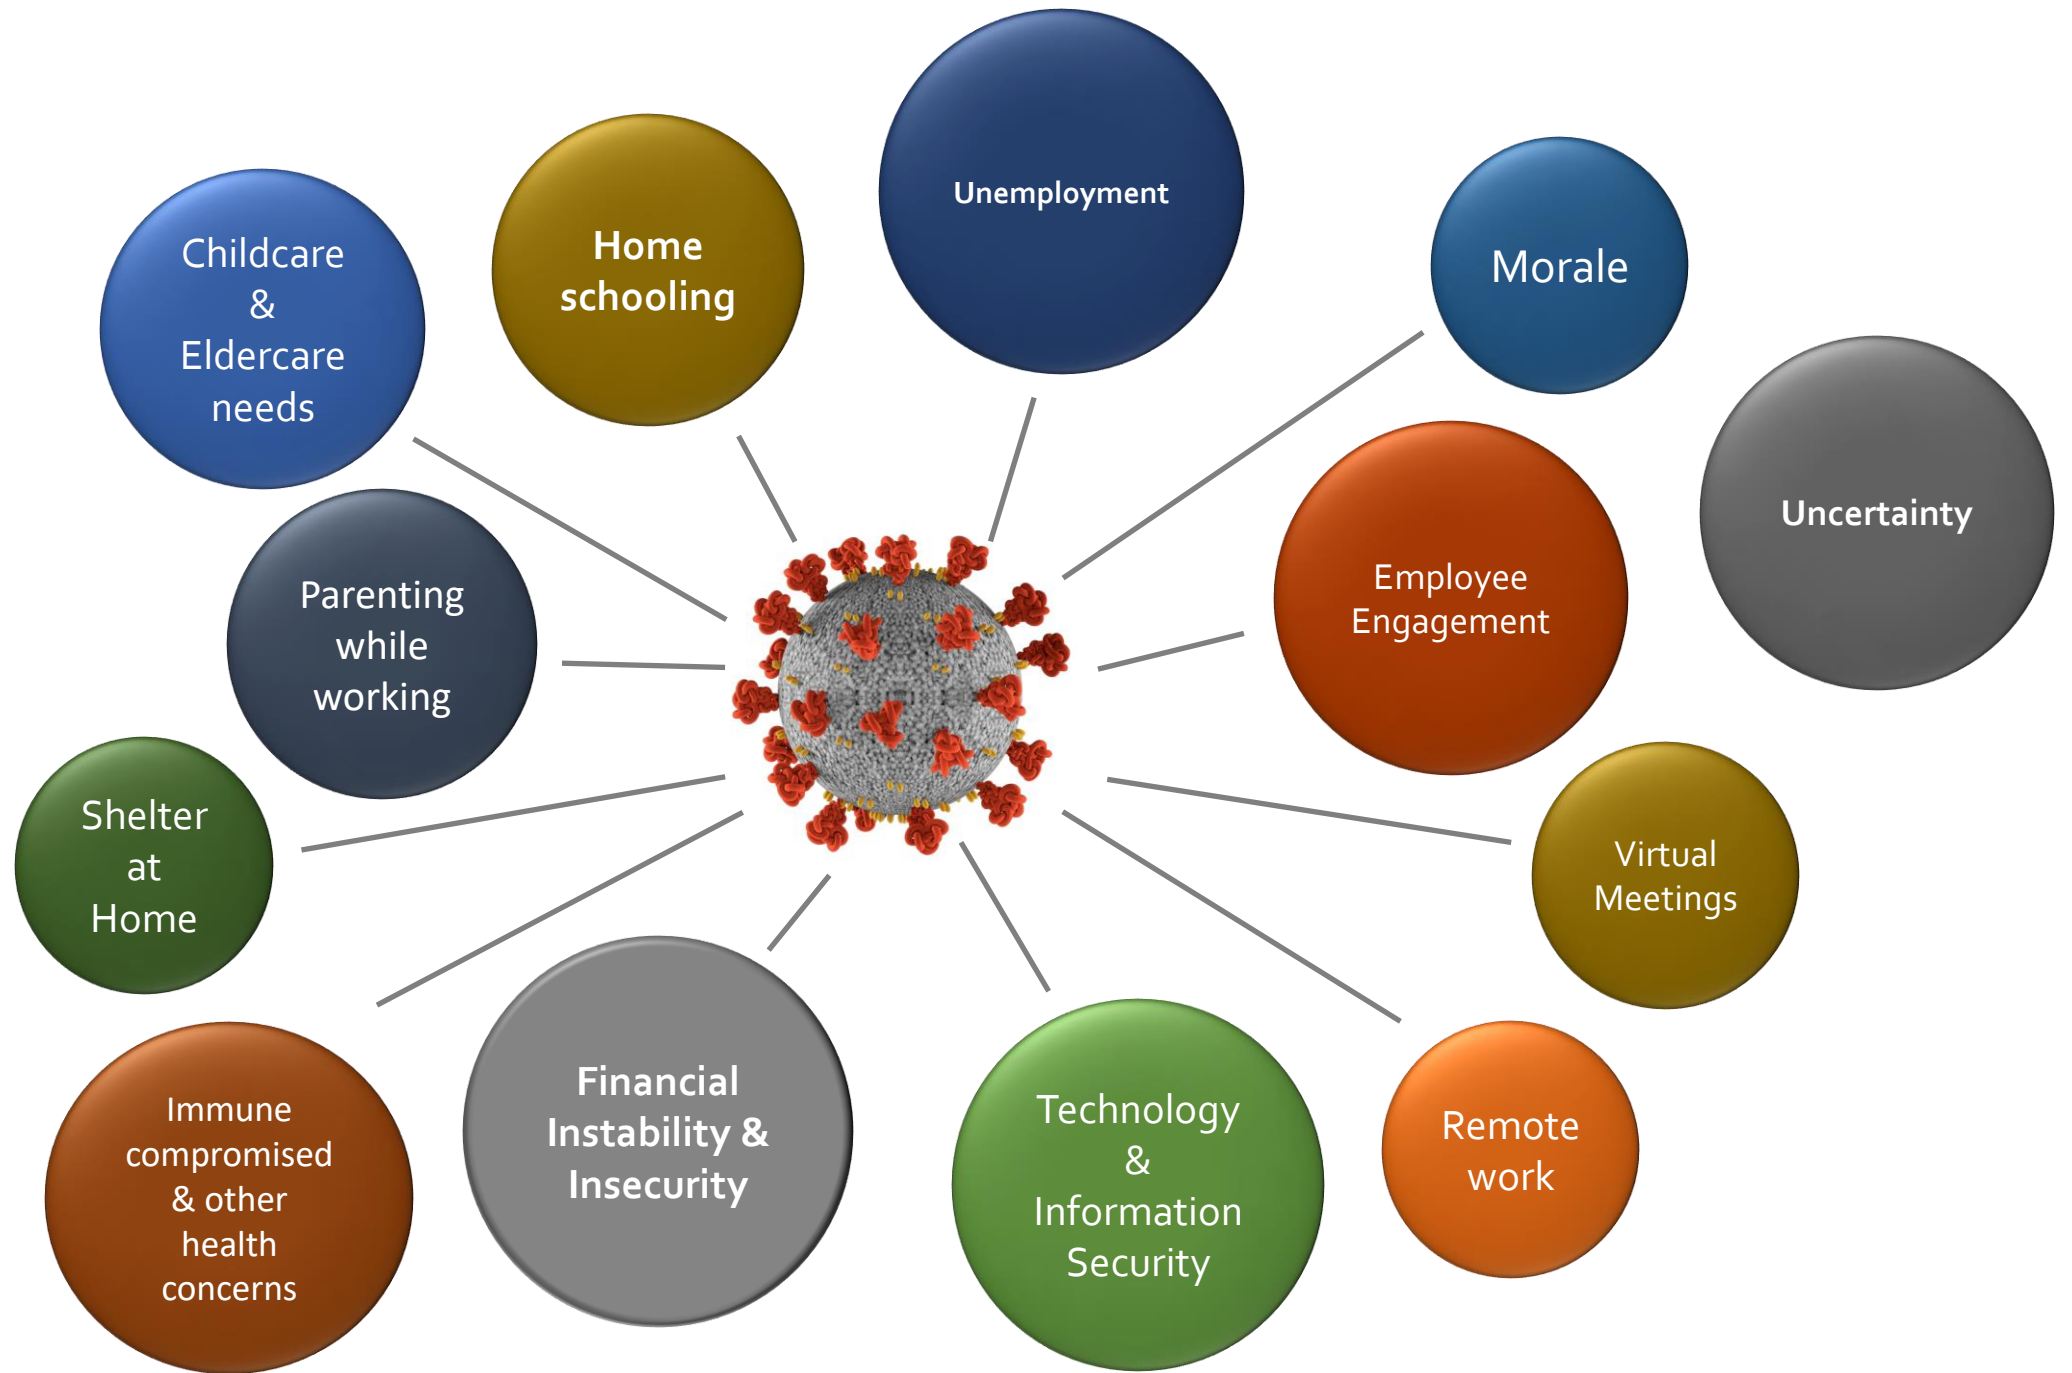 Unemployment
Home
schooling
Morale
Childcare
&
Eldercare
needs
Uncertainty
Employee
Engagement
Parenting
while
working
Shelter
at
Home
Virtual
Meetings
Financial
Instability &
Insecurity
Technology
&
Information
Security
Remote
work
Immune
compromised
& other
health
concerns